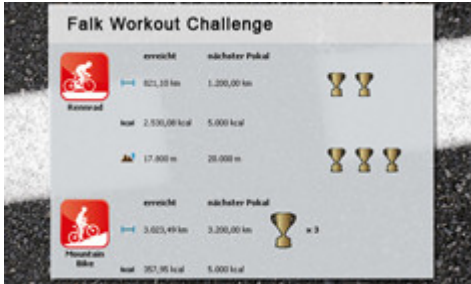 Falk Workout Challenge
erreicht nächster Pokal
821,10 km 1.200,00 km
Rennrad
kcal 2.530,00 kcal 5.000 kcal
17.800 m 20.000 m
erreicht nächster Pokal
3.023,49 km 3.200,00 km x 3
Mountain
Bike
kcal 357,95 kcal 5.000 kcal